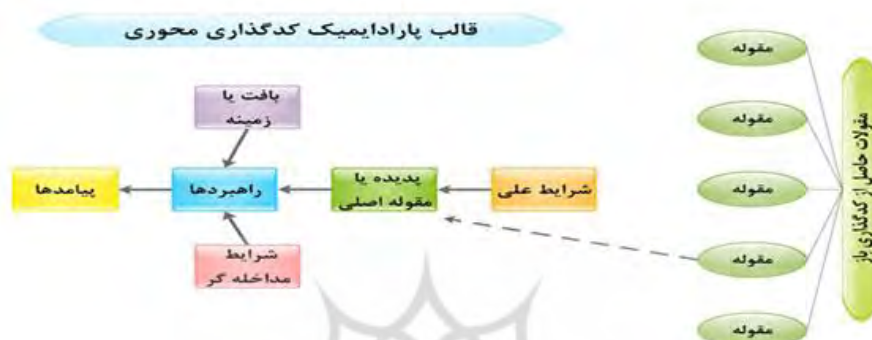 قالب پارادایمیک کدگذاری محوری
مقوله
مقوله
مقوله
مقوله
مقوله
مقولات حاصل از کدگذاری باز
بافت یا
زمینه
شرایط علی
پدیده یا
مقوله اصلی
راهبردها
پیامدها
شرایط
مداخله گر